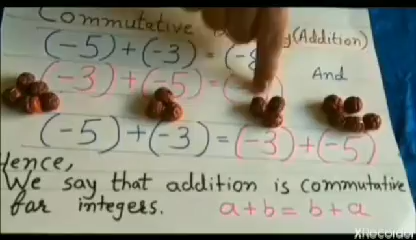 Commutative (Addition)
(-5)+(-3) = (-8
(-3)+(-5)=(- And
(-5)+(-3)=(-3)+(-5)
Hence,
We say that addition is commutative
for integers. a+b = b+a
XRecorder